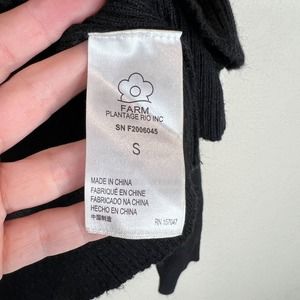 FARM
PLANTAGE RIO INC
SN F2006045
S
MADE IN CHINA
FABRIQUÉ EN CHINE
FABRICADO NA CHINA
HECHO EN CHINA
中国制造
RN 157047